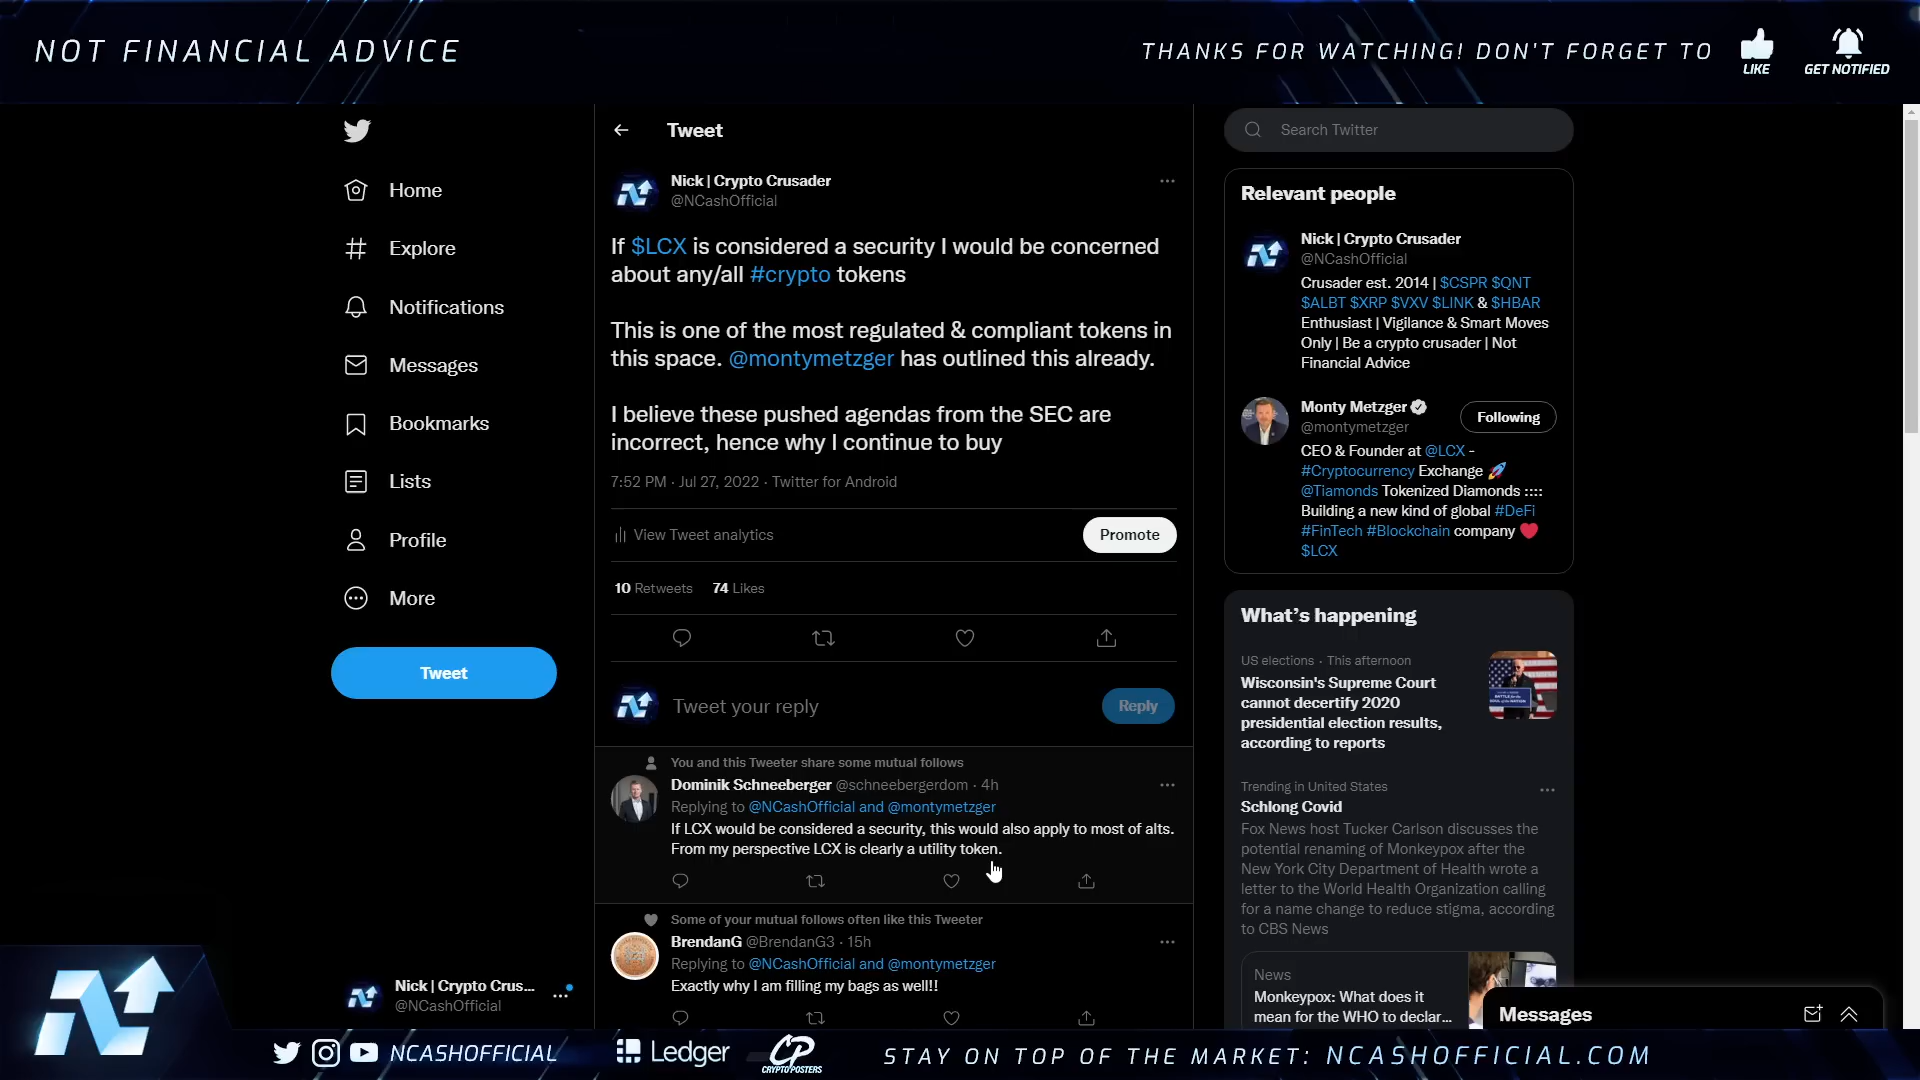 NOT FINANCIAL ADVICE
THANKS FOR WATCHING! DON'T FORGET TO
LIKE
GET NOTIFIED
Home
Explore
Notifications
Messages
Bookmarks
Lists
Profile
More
Tweet
Nick | Crypto Crus...
@NCashOfficial
Tweet
Nick | Crypto Crusader
@NCashOfficial
If $LCX is considered a security I would be concerned
about any/all #crypto tokens
This is one of the most regulated & compliant tokens in
this space. @montymetzger has outlined this already.
I believe these pushed agendas from the SEC are
incorrect, hence why I continue to buy
7:52 PM · Jul 27, 2022 · Twitter for Android
View Tweet analytics
Promote
10 Retweets 74 Likes
Tweet your reply
Reply
You and this Tweeter share some mutual follows
Dominik Schneeberger @schneebergerdom · 4h
Replying to @NCashOfficial and @montymetzger
If LCX would be considered a security, this would also apply to most of alts.
From my perspective LCX is clearly a utility token.
Some of your mutual follows often like this Tweeter
BrendanG @BrendanG3 · 15h
Replying to @NCashOfficial and @montymetzger
Exactly why I am filling my bags as well!!
Search Twitter
Relevant people
Nick | Crypto Crusader
@NCashOfficial
Crusader est. 2014 | $CSPR $QNT
$ALBT $XRP $VXV $LINK & $HBAR
Enthusiast | Vigilance & Smart Moves
Only | Be a crypto crusader | Not
Financial Advice
Monty Metzger
@montymetzger
Following
CEO & Founder at @LCX -
#Cryptocurrency Exchange 🚀
@Tiamonds Tokenized Diamonds ::::
Building a new kind of global #DeFi
#FinTech #Blockchain company ❤️
$LCX
What's happening
US elections · This afternoon
Wisconsin's Supreme Court
cannot decertify 2020
presidential election results,
according to reports
Trending in United States
Schlong Covid
Fox News host Tucker Carlson discusses the
potential renaming of Monkeypox after the
New York City Department of Health wrote a
letter to the World Health Organization calling
for a name change to reduce stigma, according
to CBS News
News
Monkeypox: What does it
mean for the WHO to declar...
Messages
NCASHOFFICIAL
Ledger
CP
CRYPTOPOSTERS
STAY ON TOP OF THE MARKET: NCASHOFFICIAL.COM